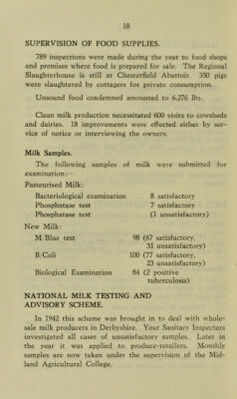 18
SUPERVISION OF FOOD SUPPLIES.
789 inspections were made during the year to food shops
and premises where food is prepared for sale. The Regional
Slaughterhouse is still at Chesterfield Abattoir. 350 pigs
were slaughtered by cottagers for private consumption.
Unsound food condemned amounted to 6,276 lbs.
Clean milk production necessitated 600 visits to cowsheds
and dairies. 18 improvements were effected either by ser-
vice of notice or interviewing the owners.
Milk Samples.
The following samples of milk were submitted for
examination:—
Pasteurised Milk:
Bacteriological examination 8 satisfactory
Phosphatase test 7 satisfactory
Phosphatase test (1 unsatisfactory)
New Milk:
M/Blue test 98 (67 satisfactory,
31 unsatisfactory)
B/Coli 100 (77 satisfactory,
23 unsatisfactory)
Biological Examination 84 (2 positive
tuberculosis)
NATIONAL MILK TESTING AND
ADVISORY SCHEME.
In 1942 this scheme was brought in to deal with whole-
sale milk producers in Derbyshire. Your Sanitary Inspectors
investigated all cases of unsatisfactory samples. Later in
the year it was applied to produce-retailers. Monthly
samples are now taken under the supervision of the Mid-
land Agricultural College.